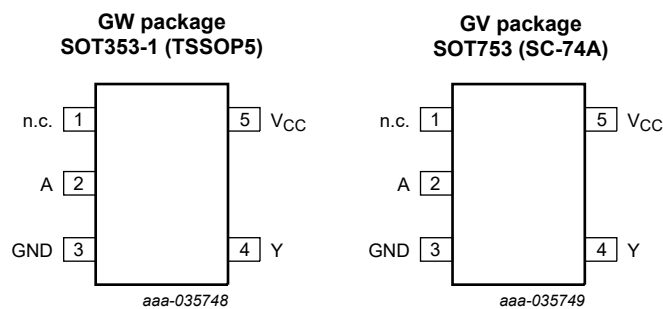 GW package
SOT353-1 (TSSOP5)
n.c. 1
5 VCC
A 2
GND 3
4 Y
aaa-035748
GV package
SOT753 (SC-74A)
n.c. 1
5 VCC
A 2
GND 3
4 Y
aaa-035749